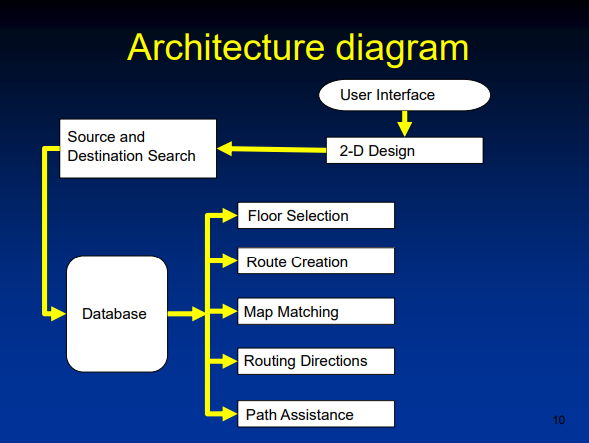 Architecture diagram
User Interface
2-D Design
Source and
Destination Search
Floor Selection
Route Creation
Map Matching
Database
Routing Directions
Path Assistance
10